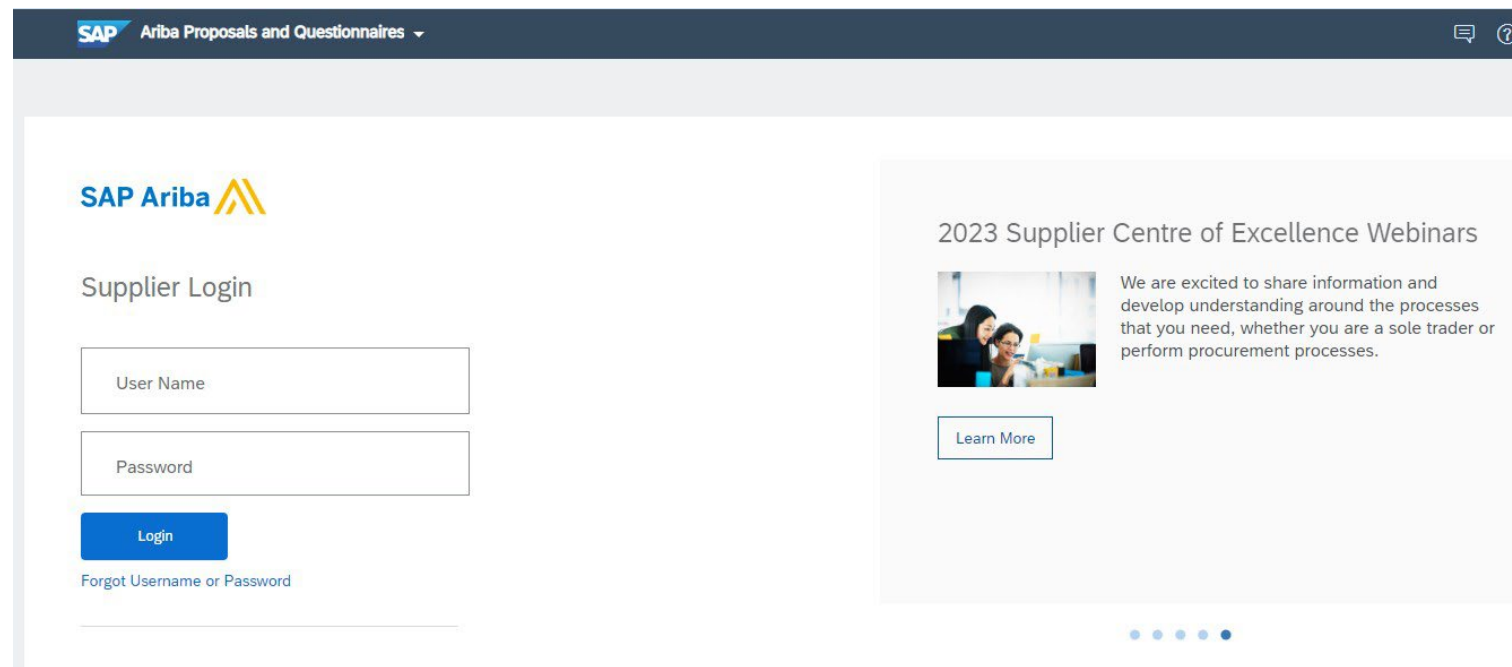 SAP Ariba Proposals and Questionnaires
SAP Ariba
Supplier Login
User Name
Password
Login
Forgot Username or Password
2023 Supplier Centre of Excellence Webinars
We are excited to share information and
develop understanding around the processes
that you need, whether you are a sole trader or
perform procurement processes.
Learn More